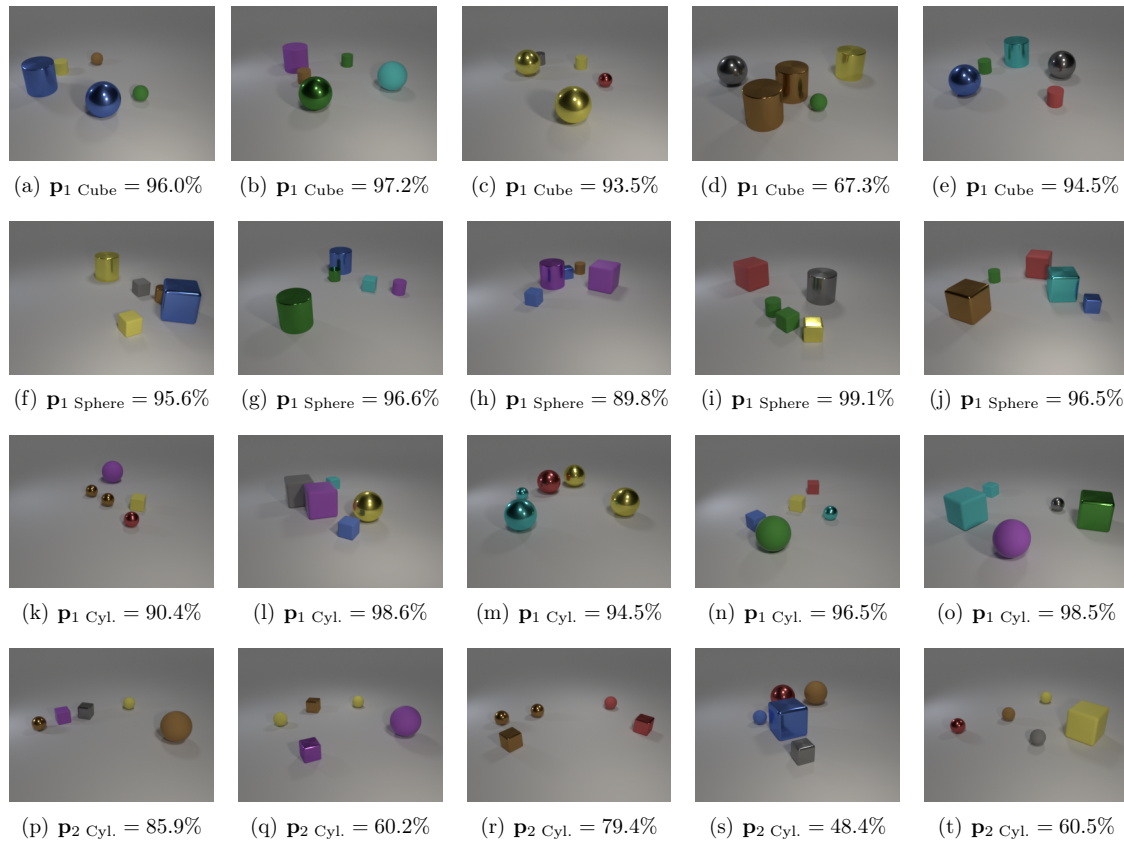 (a) p1 Cube = 96.0% (b) p1 Cube = 97.2% (c) p1 Cube = 93.5% (d) p1 Cube = 67.3% (e) p1 Cube = 94.5%
(f) p1 Sphere = 95.6% (g) p1 Sphere = 96.6% (h) p1 Sphere = 89.8% (i) p1 Sphere = 99.1% (j) p1 Sphere = 96.5%
(k) p1 Cyl. = 90.4% (l) p1 Cyl. = 98.6% (m) p1 Cyl. = 94.5% (n) p1 Cyl. = 96.5% (o) p1 Cyl. = 98.5%
(p) p2 Cyl. = 85.9% (q) p2 Cyl. = 60.2% (r) p2 Cyl. = 79.4% (s) p2 Cyl. = 48.4% (t) p2 Cyl. = 60.5%